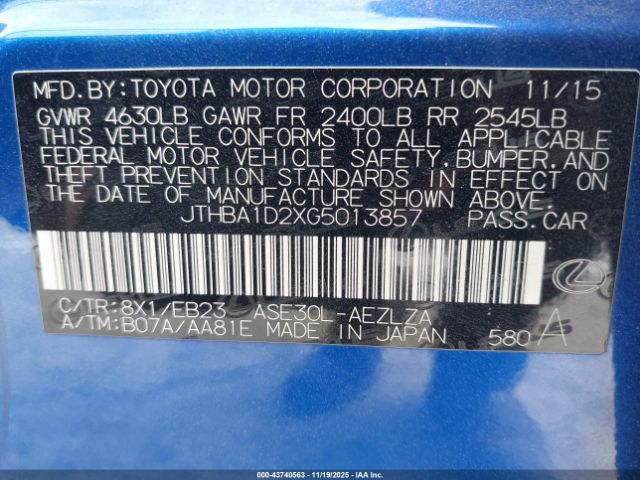 MFD.BY:TOYOTA MOTOR CORPORATION 11/15
GVWR 4630LB GAWR FR 2400LB RR 2545LB
THIS VEHICLE CONFORMS TO ALL APPLICABLE
FEDERAL MOTOR VEHICLE SAFETY,BUMPER,AND
THEFT PREVENTION STANDARDS IN EFFECT ON
THE DATE OF MANUFACTURE SHOWN ABOVE.
JTHBA1D2XG5013857 PASS.CAR
C/TR:8X1/EB23 ASE30L-AEZLZA
A/TM:B07A/AA81E MADE IN JAPAN 580 A
000-43740563 - 11/19/2025 - IAAI.COM